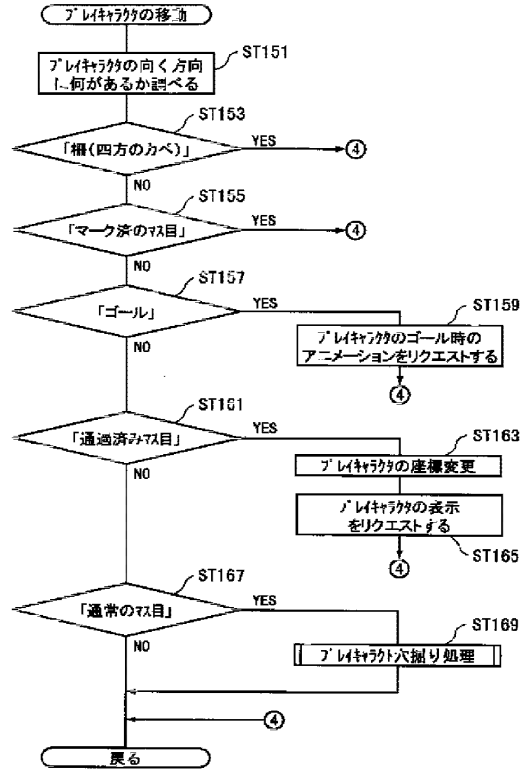 プレイキャラクタの移動
ST151
プレイキャラクタの向く方向
に何があるか調べる
ST153
「柵(四方のカベ)」
YES
④
NO
ST155
「マーク済のマス目」
YES
④
NO
ST157
「ゴール」
YES
ST159
NO
プレイキャラクタのゴール時の
アニメーションをリクエストする
④
ST161
「通過済みマス目」
YES
ST163
NO
プレイキャラクタの座標変更
プレイキャラクタの表示
をリクエストする
④
ST165
ST167
「通常のマス目」
YES
ST169
NO
プレイキャラクト穴掘り処理
④
戻る